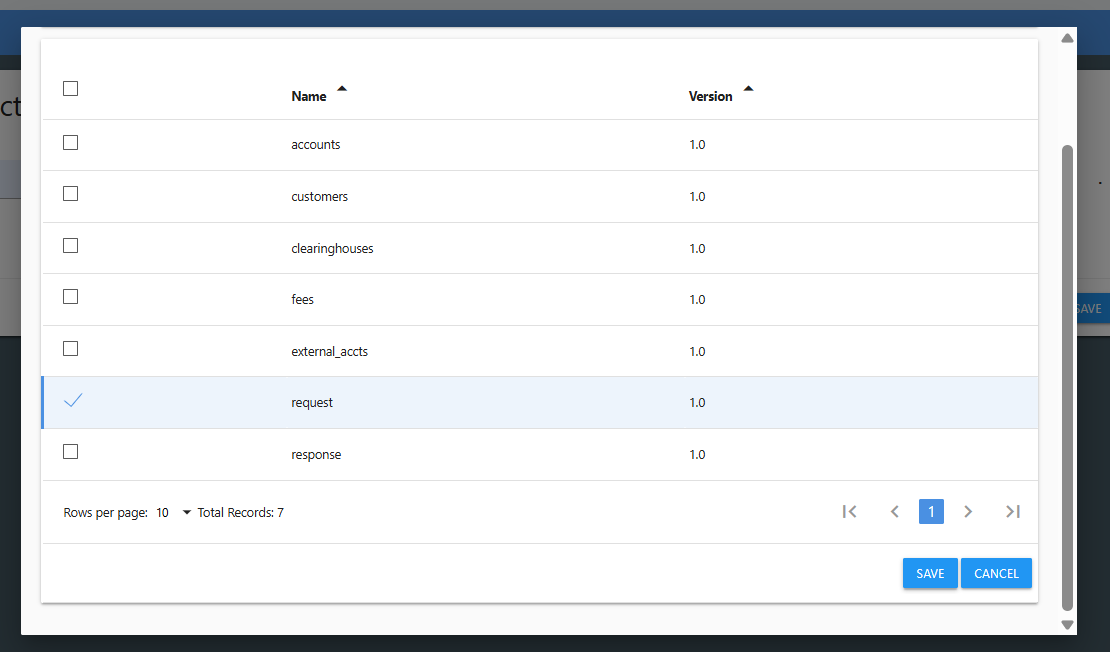 ct
Name Version
accounts 1.0
customers 1.0
clearinghouses 1.0
fees 1.0
external_accts 1.0
request 1.0
response 1.0
Rows per page: 10 Total Records: 7 1
SAVE CANCEL
SAVE